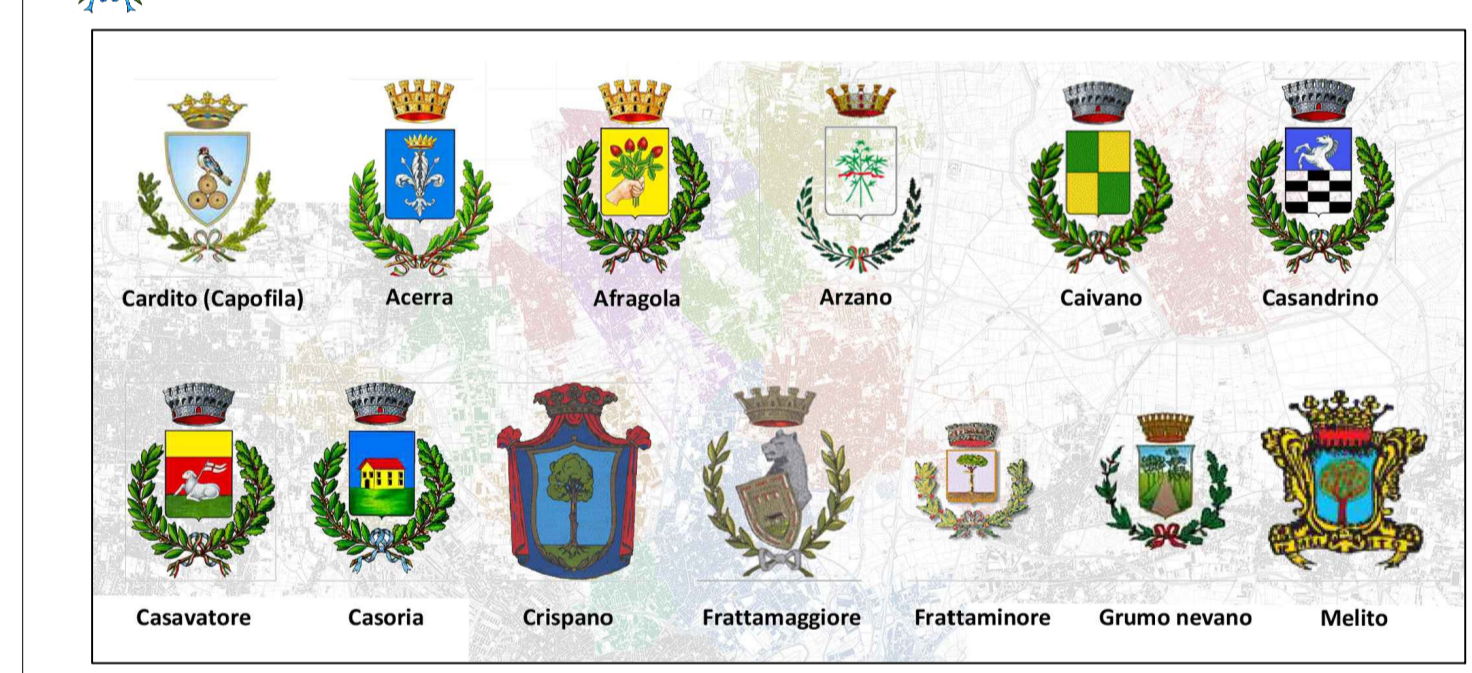 Cardito (Capofila) Acerra Afragola Arzano Caivano Casandrino
Casavatore Casoria Crispano Frattamaggiore Frattaminore Grumo nevano Melito